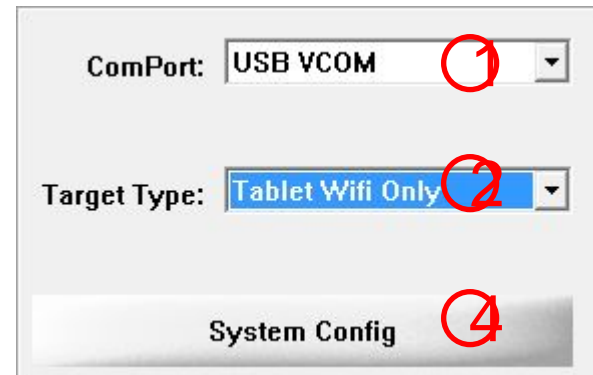 ComPort: USB VCOM 1
Target Type: Tablet Wifi Only 2
System Config 4